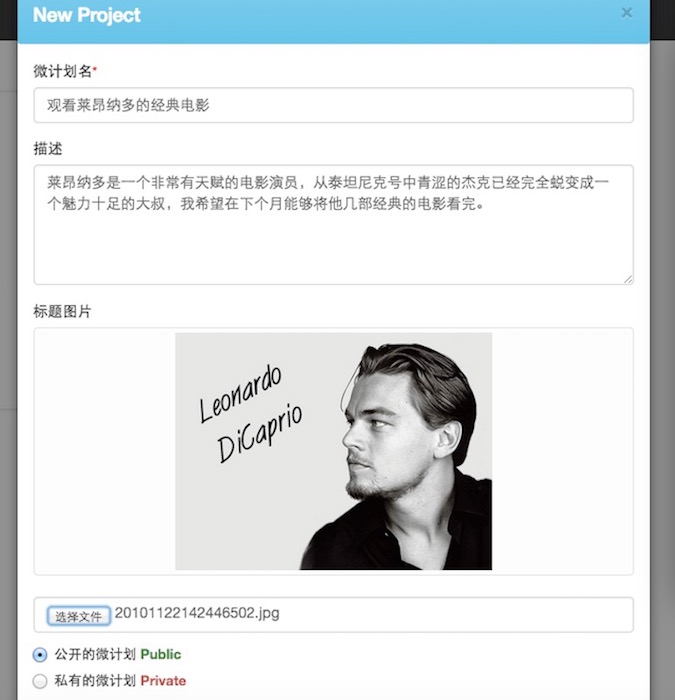 New Project
×
微计划名*
观看莱昂纳多的经典电影
描述
莱昂纳多是一个非常有天赋的电影演员，从泰坦尼克号中青涩的杰克已经完全蜕变成一
个魅力十足的大叔，我希望在下个月能够将他几部经典的电影看完。
标题图片
Leonardo
DiCaprio
选择文件 20101122142446502.jpg
公开的微计划 Public
私有的微计划 Private